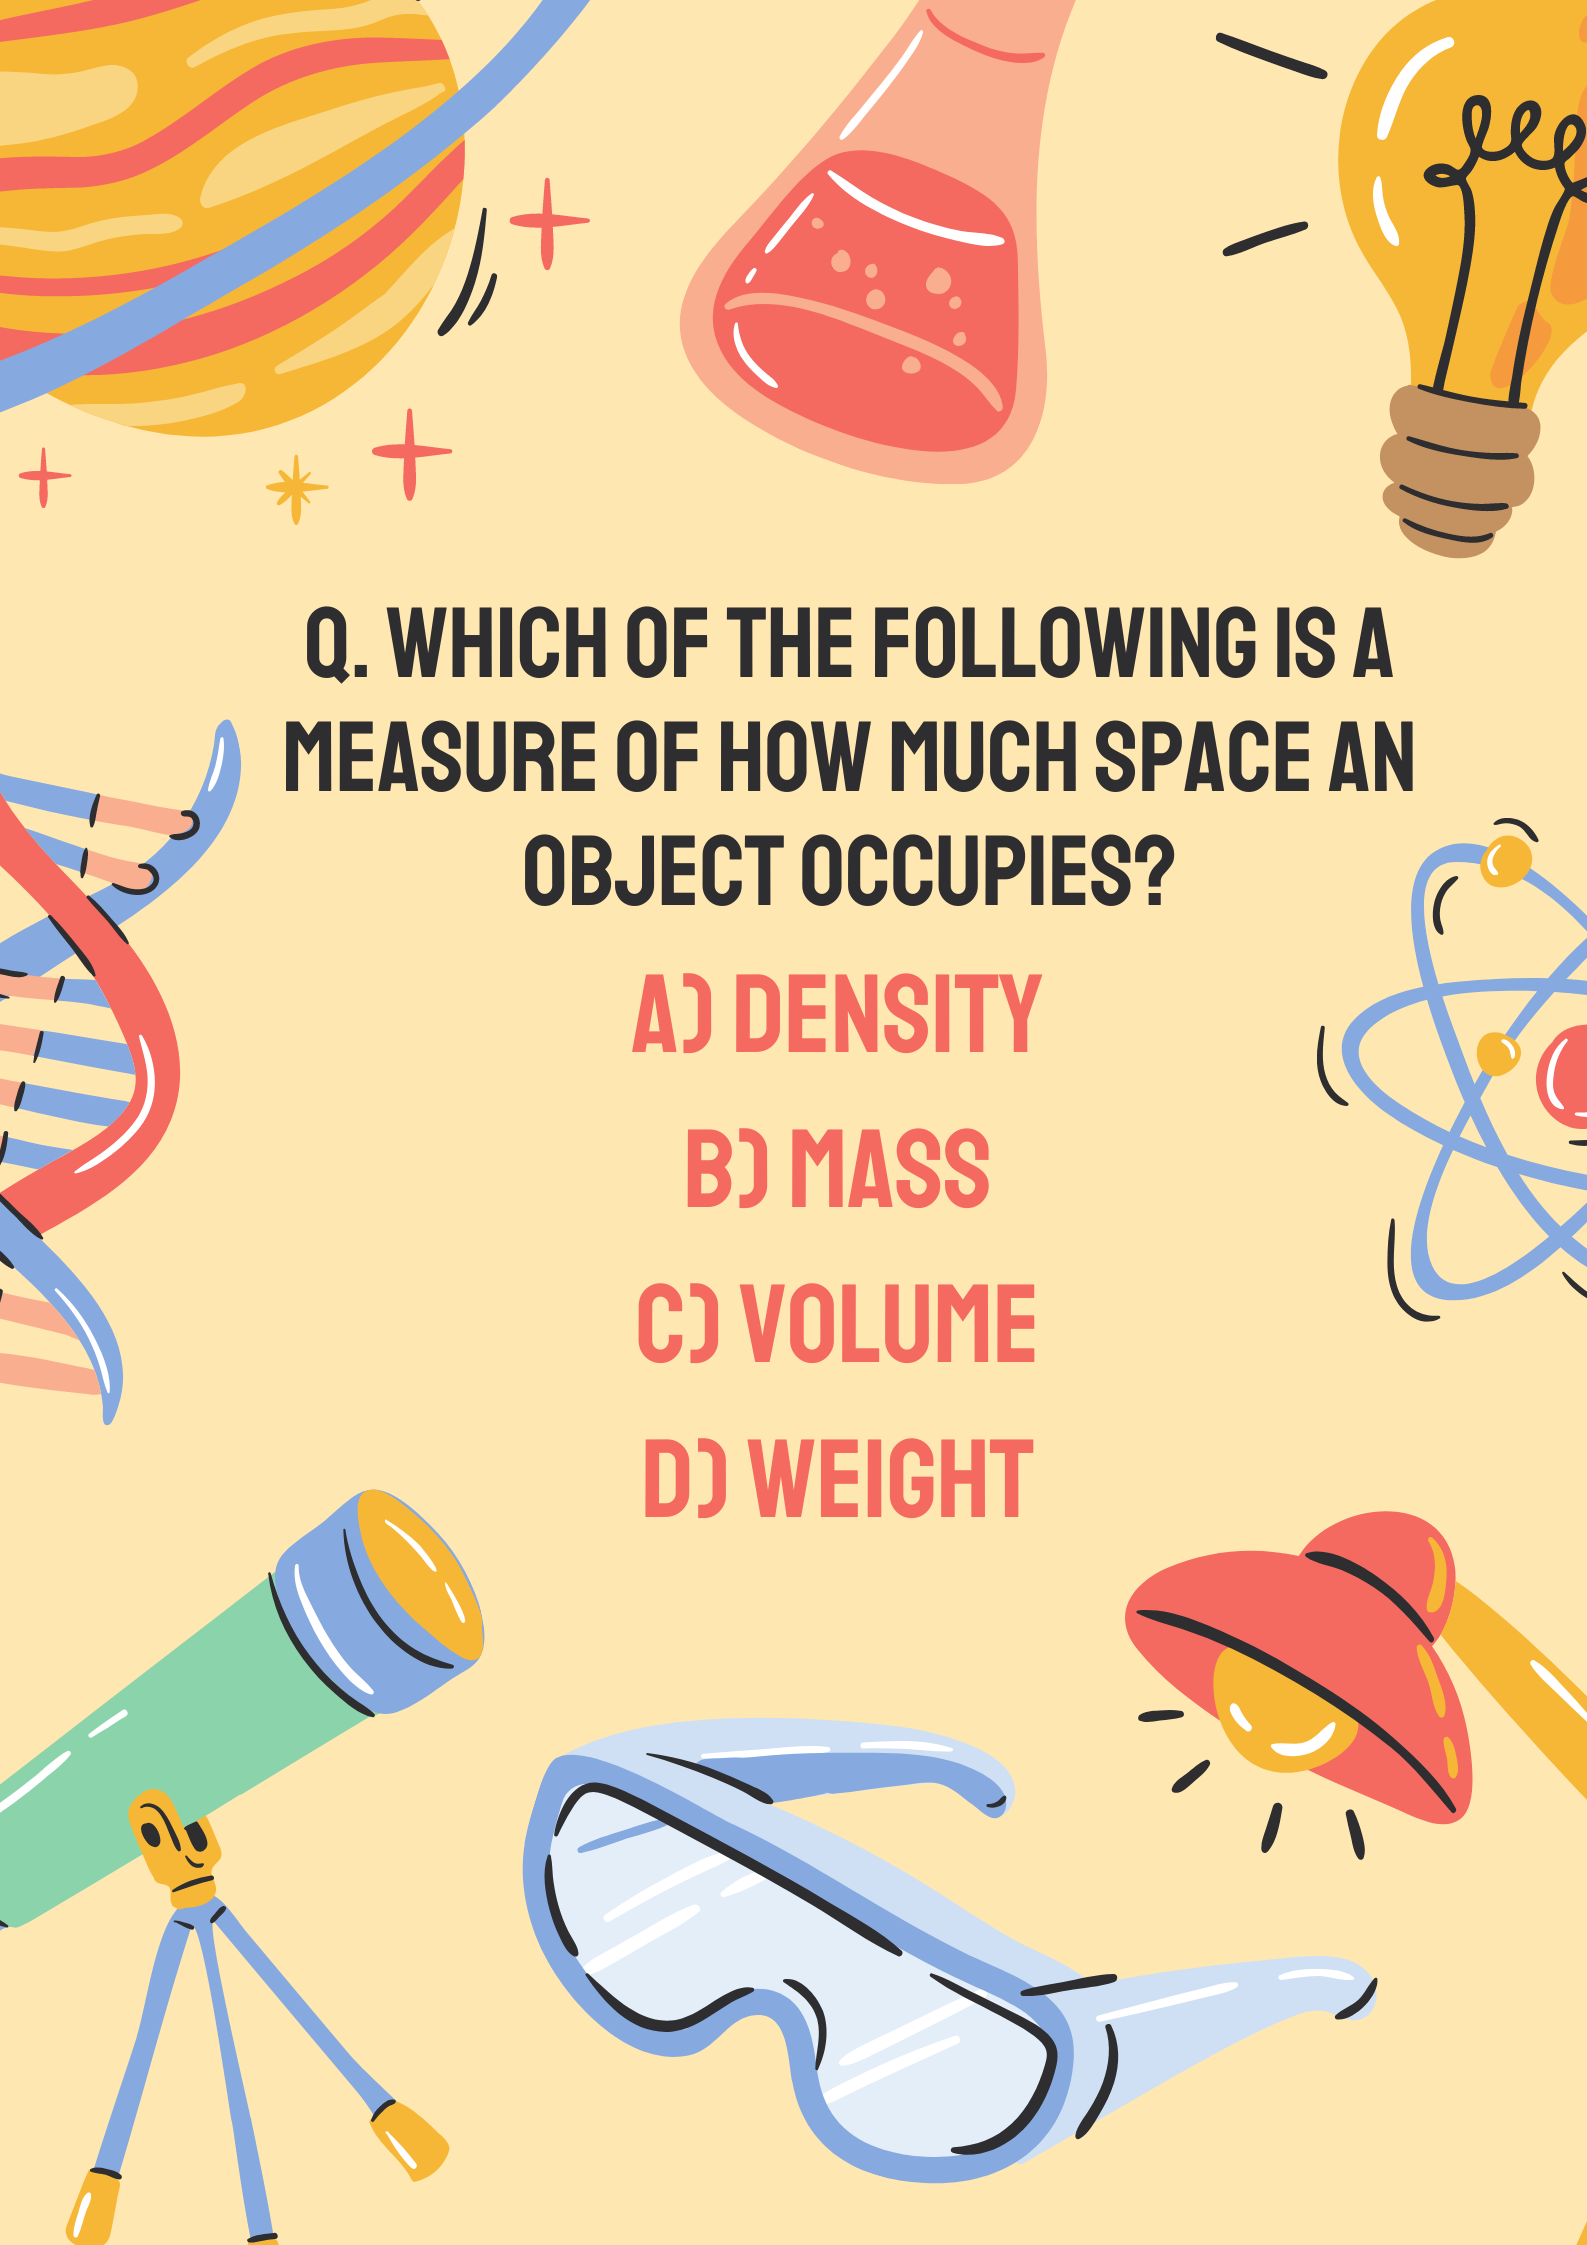 Q. WHICH OF THE FOLLOWING IS A
MEASURE OF HOW MUCH SPACE AN
OBJECT OCCUPIES?
A) DENSITY
B) MASS
C) VOLUME
D) WEIGHT